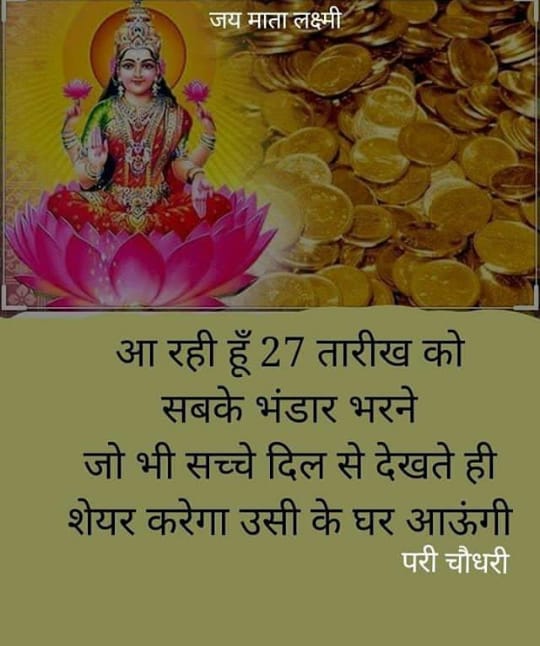 जय माता लक्ष्मी
आ रही हूँ 27 तारीख को
सबके भंडार भरने
जो भी सच्चे दिल से देखते ही
शेयर करेगा उसी के घर आऊंगी
परी चौधरी